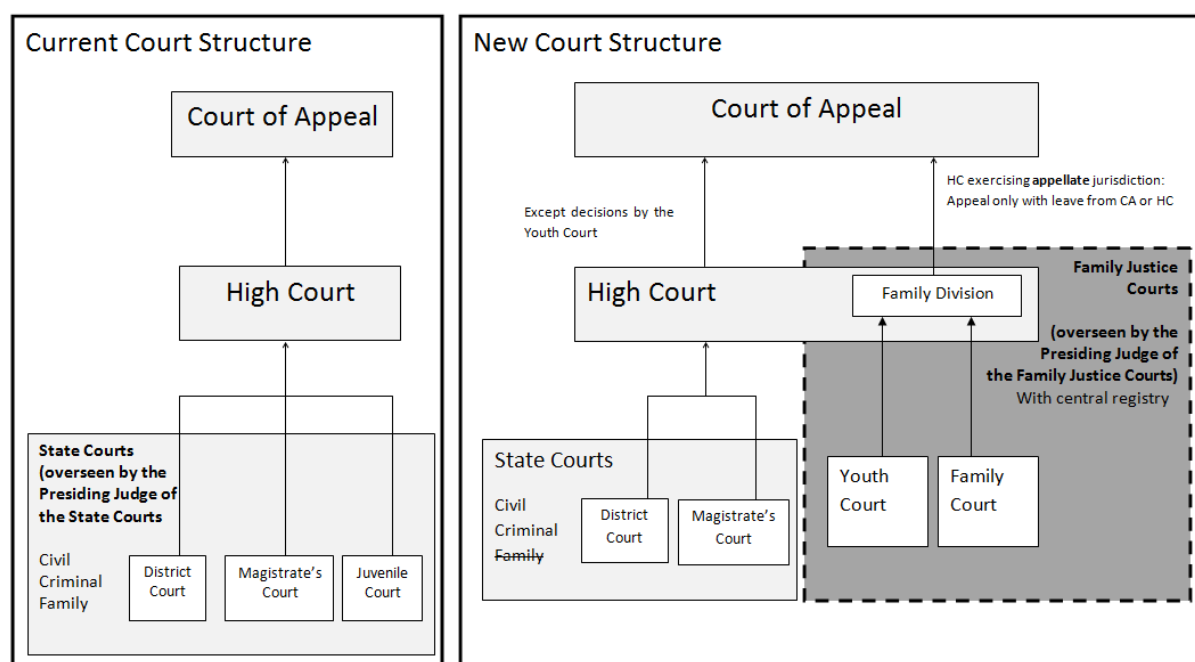 Current Court Structure
Court of Appeal
High Court
State Courts
(overseen by the
Presiding Judge of
the State Courts
Civil
Criminal
Family
District
Court
Magistrate's
Court
Juvenile
Court
New Court Structure
Court of Appeal
Except decisions by the
Youth Court
HC exercising appellate jurisdiction:
Appeal only with leave from CA or HC
High Court
Family Division
Family Justice
Courts
(overseen by the
Presiding Judge of
the Family Justice Courts)
With central registry
State Courts
Civil
Criminal
Family
District
Court
Magistrate's
Court
Youth
Court
Family
Court